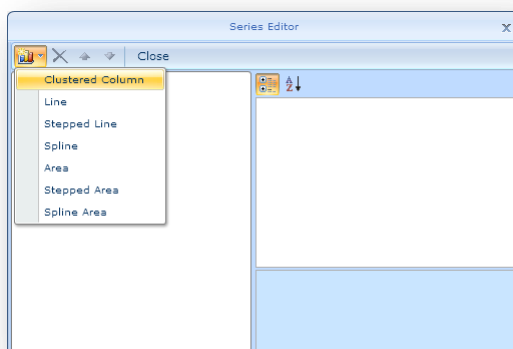 Series Editor
Close
Clustered Column
Line
Stepped Line
Spline
Area
Stepped Area
Spline Area